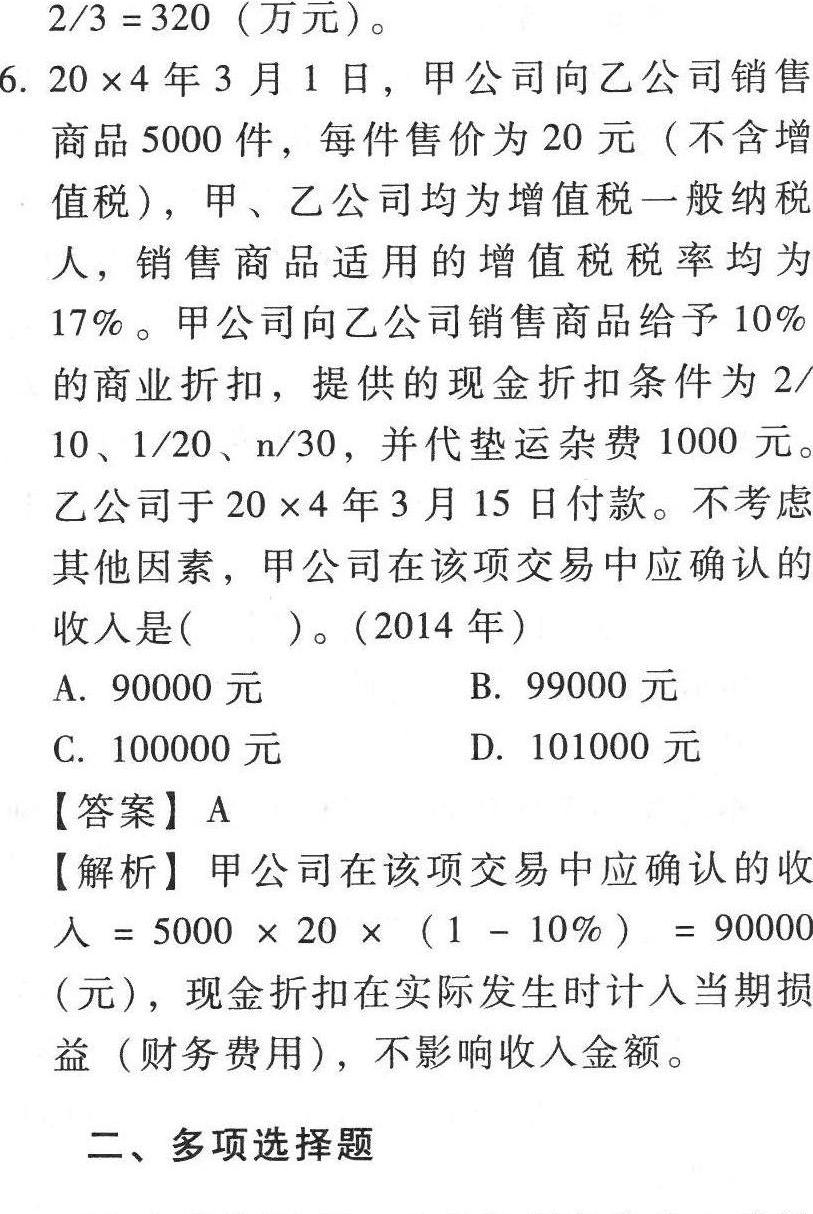 2/3 = 320（万元）。
6. 20×4 年 3 月 1 日，甲公司向乙公司销售
商品 5000 件，每件售价为 20 元（不含增
值税），甲、乙公司均为增值税一般纳税
人，销售商品适用的增值税税率均为
17%。甲公司向乙公司销售商品给予 10%
的商业折扣，提供的现金折扣条件为 2/
10、1/20、n/30，并代垫运杂费 1000 元。
乙公司于 20×4 年 3 月 15 日付款。不考虑
其他因素，甲公司在该项交易中应确认的
收入是(　　)。（2014 年）
A. 90000 元　　B. 99000 元
C. 100000 元　　D. 101000 元
【答案】 A
【解析】 甲公司在该项交易中应确认的收
入 = 5000 × 20 × （1 - 10%） = 90000
（元），现金折扣在实际发生时计入当期损
益（财务费用），不影响收入金额。
二、多项选择题